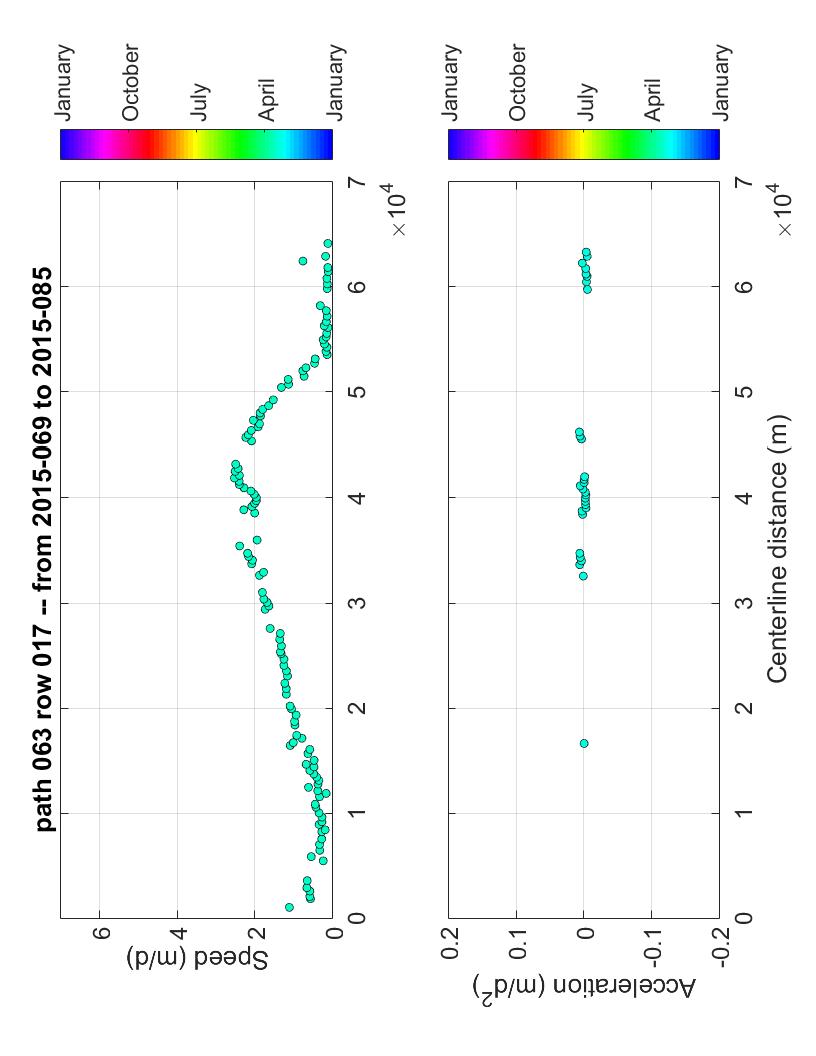 path 063 row 017 -- from 2015-069 to 2015-085
Speed (m/d)
6
4
2
0
0 1 2 3 4 5 6 7
×10⁴
January
October
July
April
January
Acceleration (m/d²)
0.2
0.1
0
-0.1
-0.2
0 1 2 3 4 5 6 7
×10⁴
Centerline distance (m)
January
October
July
April
January